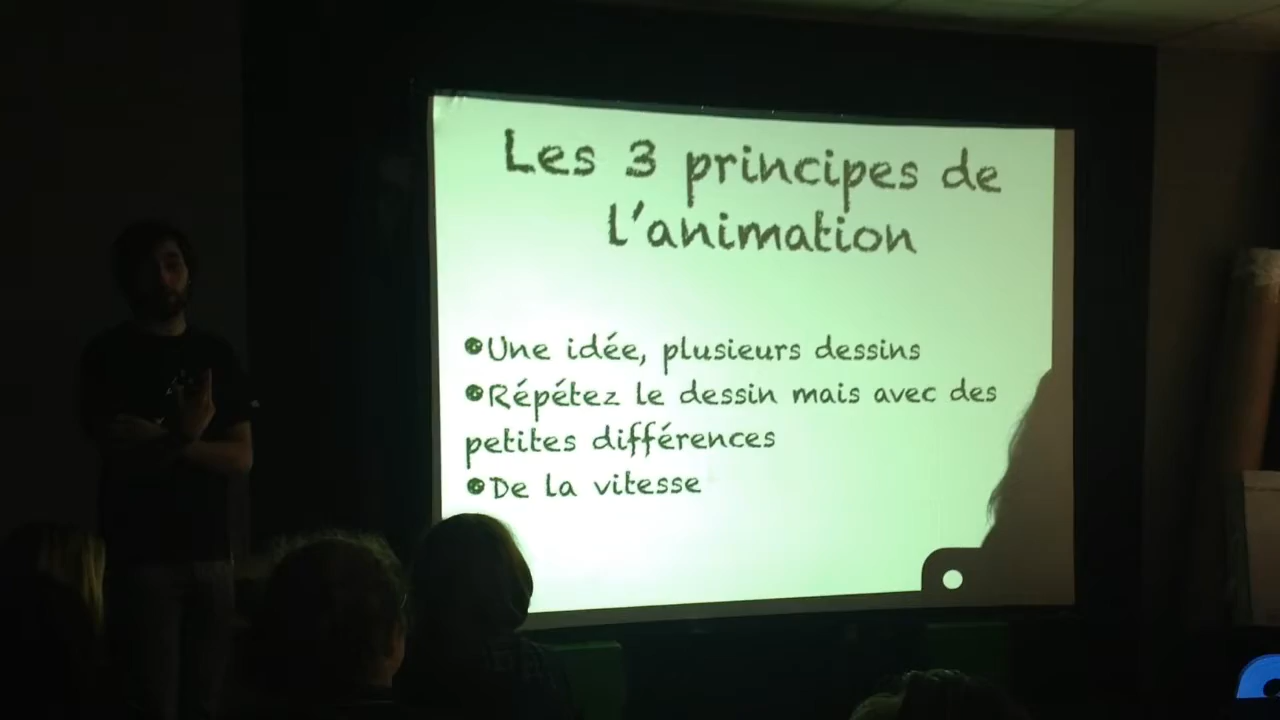 Les 3 principes de
l'animation
●Une idée, plusieurs dessins
●Répétez le dessin mais avec des
petites différences
●De la vitesse